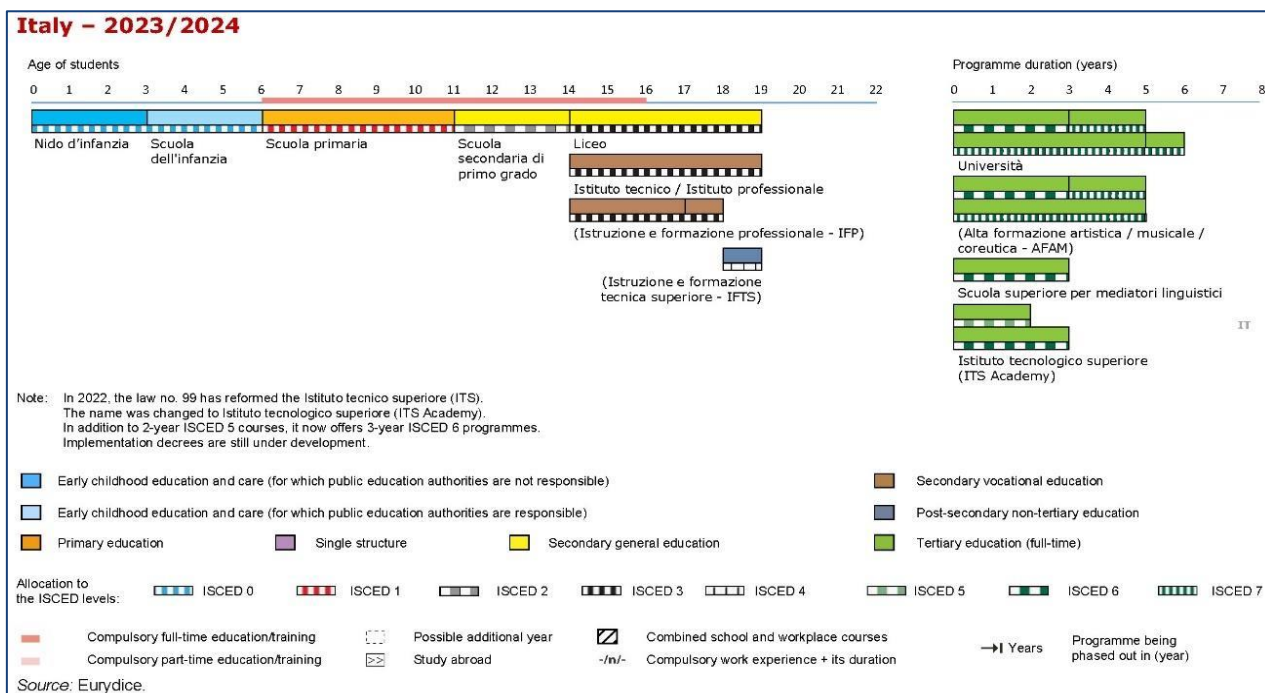 Italy – 2023/2024
Age of students
Programme duration (years)
0 1 2 3 4 5 6 7 8 9 10 11 12 13 14 15 16 17 18 19 20 21 22
0 1 2 3 4 5 6 7 8
Nido d'infanzia
Scuola
dell'infanzia
Scuola primaria
Scuola
secondaria di
primo grado
Liceo
Istituto tecnico / Istituto professionale
(Istruzione e formazione professionale - IFP)
(Istruzione e formazione
tecnica superiore - IFTS)
Università
(Alta formazione artistica / musicale /
coreutica - AFAM)
Scuola superiore per mediatori linguistici
IT
Istituto tecnologico superiore
(ITS Academy)
Note: In 2022, the law no. 99 has reformed the Istituto tecnico superiore (ITS).
The name was changed to Istituto tecnologico superiore (ITS Academy).
In addition to 2-year ISCED 5 courses, it now offers 3-year ISCED 6 programmes.
Implementation decrees are still under development.
Early childhood education and care (for which public education authorities are not responsible)
Secondary vocational education
Early childhood education and care (for which public education authorities are responsible)
Post-secondary non-tertiary education
Primary education
Single structure
Secondary general education
Tertiary education (full-time)
Allocation to
the ISCED levels:
ISCED 0
ISCED 1
ISCED 2
ISCED 3
ISCED 4
ISCED 5
ISCED 6
ISCED 7
Compulsory full-time education/training
Possible additional year
Combined school and workplace courses
Years
Programme being
phased out in (year)
Compulsory part-time education/training
>> Study abroad
-/n/- Compulsory work experience + its duration
Source: Eurydice.